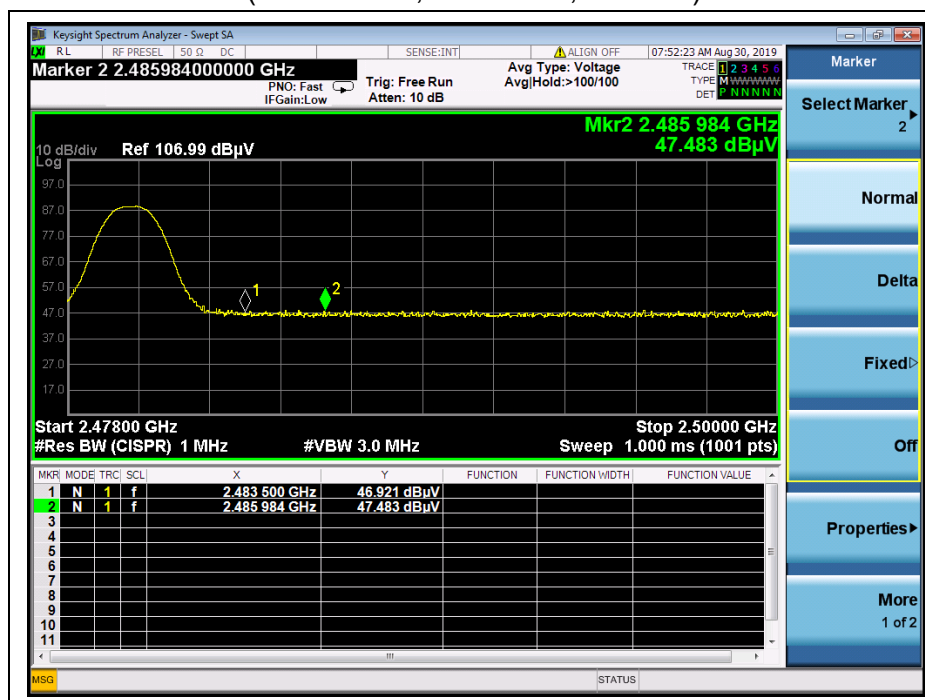 Keysight Spectrum Analyzer - Swept SA
LXI RL RF PRESEL 50 Ω DC SENSE:INT ALIGN OFF 07:52:23 AM Aug 30, 2019
Marker 2 2.485984000000 GHz
PNO: Fast
IFGain:Low
Trig: Free Run
Atten: 10 dB
Avg Type: Voltage
Avg|Hold:>100/100
TRACE 1 2 3 4 5 6
TYPE M WWWWW
DET P N N N N N
Mkr2 2.485 984 GHz
47.483 dBµV
10 dB/div Ref 106.99 dBµV
Log
97.0
87.0
77.0
67.0
57.0
47.0
37.0
27.0
17.0
1
2
Start 2.47800 GHz Stop 2.50000 GHz
#Res BW (CISPR) 1 MHz #VBW 3.0 MHz Sweep 1.000 ms (1001 pts)
MKR MODE TRC SCL X Y FUNCTION FUNCTION WIDTH FUNCTION VALUE
1 N 1 f 2.483 500 GHz 46.921 dBµV
2 N 1 f 2.485 984 GHz 47.483 dBµV
3
4
5
6
7
8
9
10
11
MSG STATUS
Marker
Select Marker
2
Normal
Delta
Fixed
Off
Properties
More
1 of 2